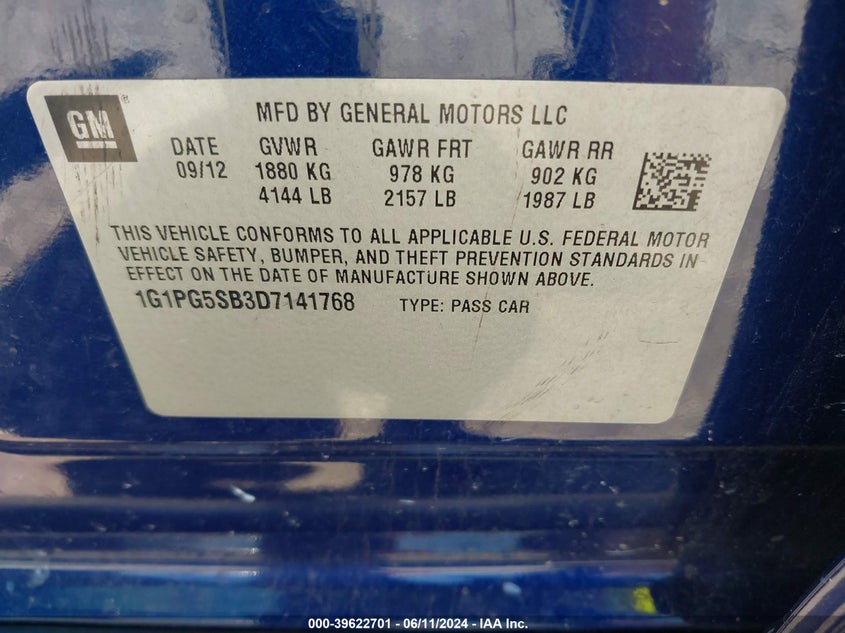 GM®
MFD BY GENERAL MOTORS LLC
DATE GVWR GAWR FRT GAWR RR
09/12 1880 KG 978 KG 902 KG
4144 LB 2157 LB 1987 LB
THIS VEHICLE CONFORMS TO ALL APPLICABLE U.S. FEDERAL MOTOR
VEHICLE SAFETY, BUMPER, AND THEFT PREVENTION STANDARDS IN
EFFECT ON THE DATE OF MANUFACTURE SHOWN ABOVE.
1G1PG5SB3D7141768 TYPE: PASS CAR
000-39622701 - 06/11/2024 - IAA Inc.